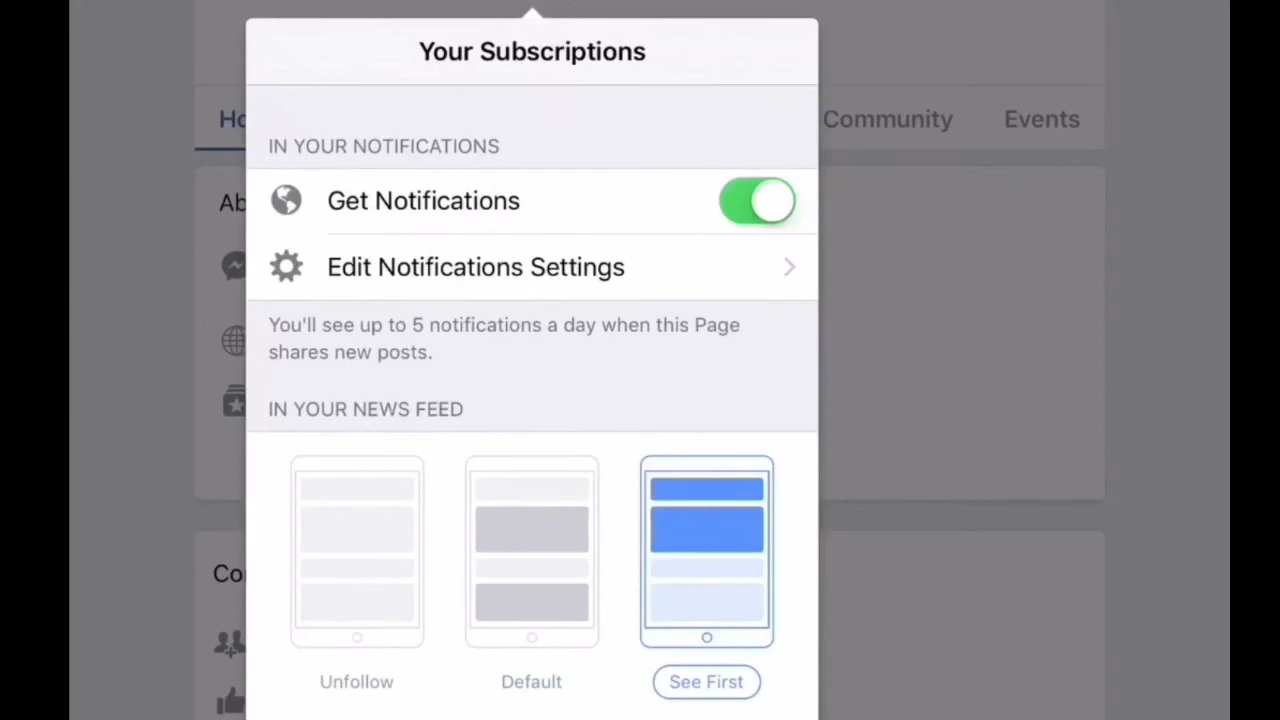 Your Subscriptions
Community
Events
IN YOUR NOTIFICATIONS
Get Notifications
Edit Notifications Settings
You'll see up to 5 notifications a day when this Page
shares new posts.
IN YOUR NEWS FEED
Unfollow
Default
See First